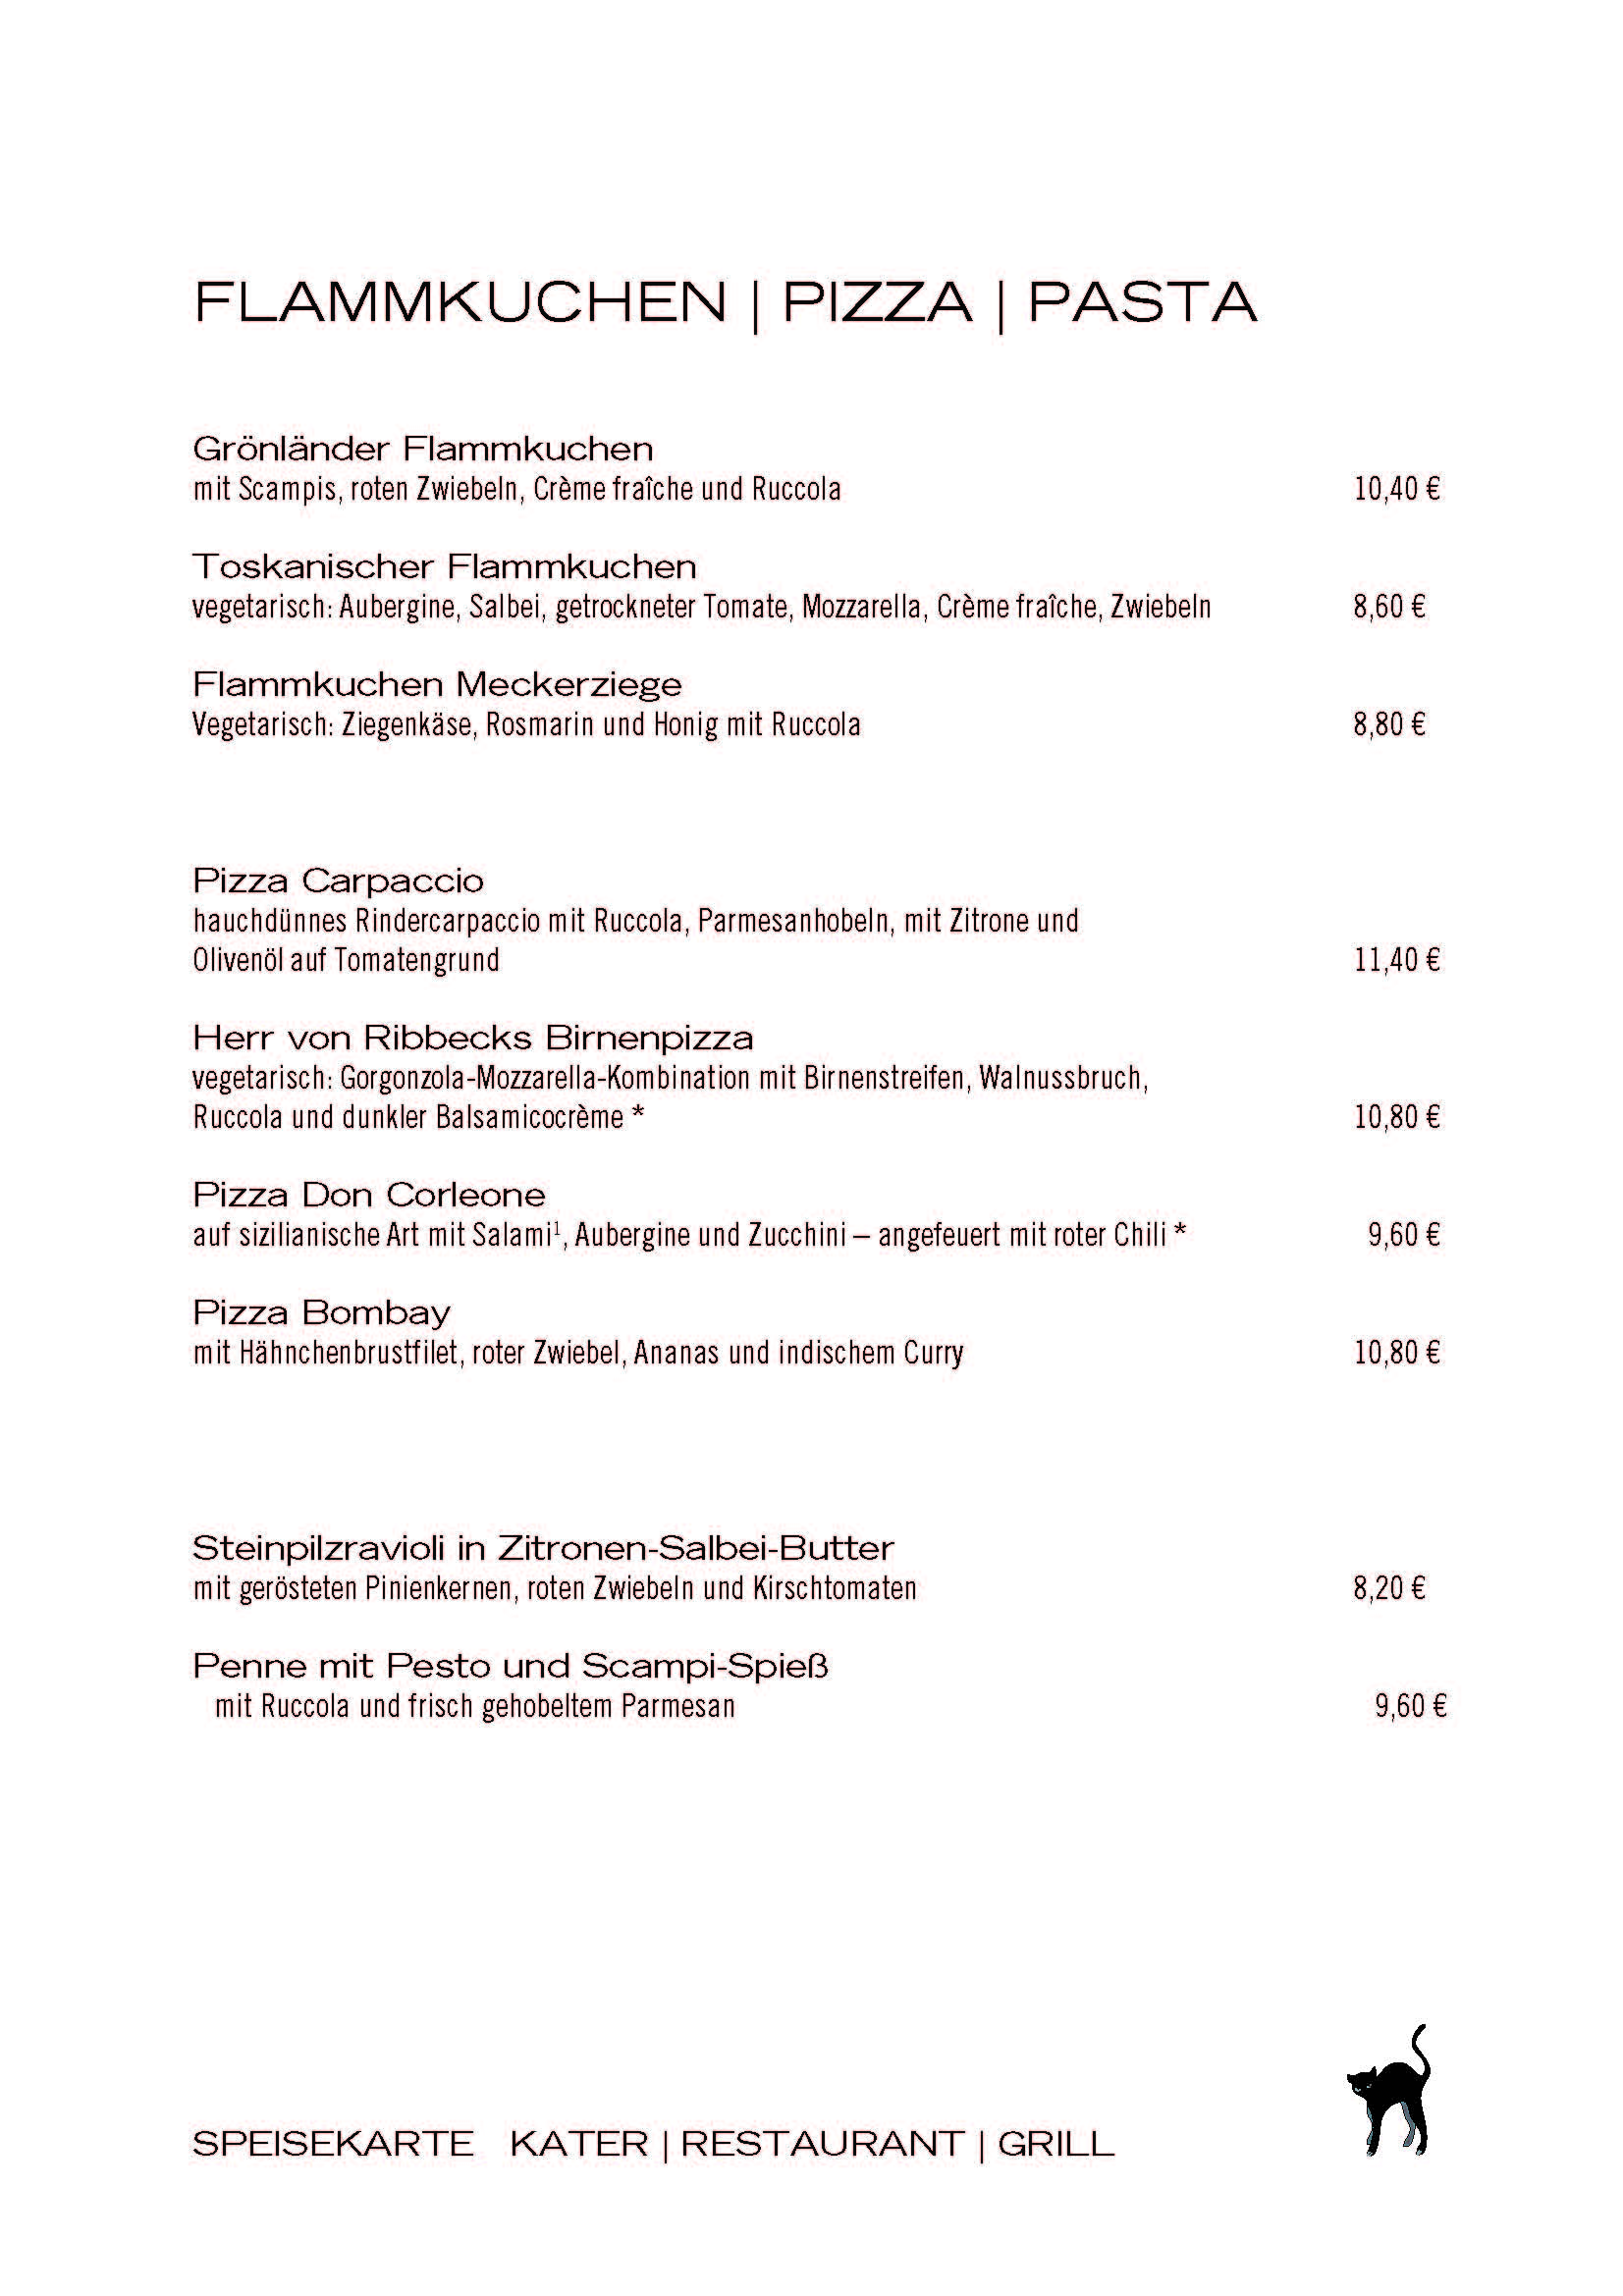 FLAMMKUCHEN | PIZZA | PASTA
Grönländer Flammkuchen
mit Scampis, roten Zwiebeln, Crème fraîche und Ruccola 10,40 €
Toskanischer Flammkuchen
vegetarisch: Aubergine, Salbei, getrockneter Tomate, Mozzarella, Crème fraîche, Zwiebeln 8,60 €
Flammkuchen Meckerziege
Vegetarisch: Ziegenkäse, Rosmarin und Honig mit Ruccola 8,80 €
Pizza Carpaccio
hauchdünnes Rindercarpaccio mit Ruccola, Parmesanhobeln, mit Zitrone und
Olivenöl auf Tomatengrund 11,40 €
Herr von Ribbecks Birnenpizza
vegetarisch: Gorgonzola-Mozzarella-Kombination mit Birnenstreifen, Walnussbruch,
Ruccola und dunkler Balsamicocrème * 10,80 €
Pizza Don Corleone
auf sizilianische Art mit Salami¹, Aubergine und Zucchini – angefeuert mit roter Chili * 9,60 €
Pizza Bombay
mit Hähnchenbrustfilet, roter Zwiebel, Ananas und indischem Curry 10,80 €
Steinpilzravioli in Zitronen-Salbei-Butter
mit gerösteten Pinienkernen, roten Zwiebeln und Kirschtomaten 8,20 €
Penne mit Pesto und Scampi-Spieß
mit Ruccola und frisch gehobeltem Parmesan 9,60 €
SPEISEKARTE KATER | RESTAURANT | GRILL